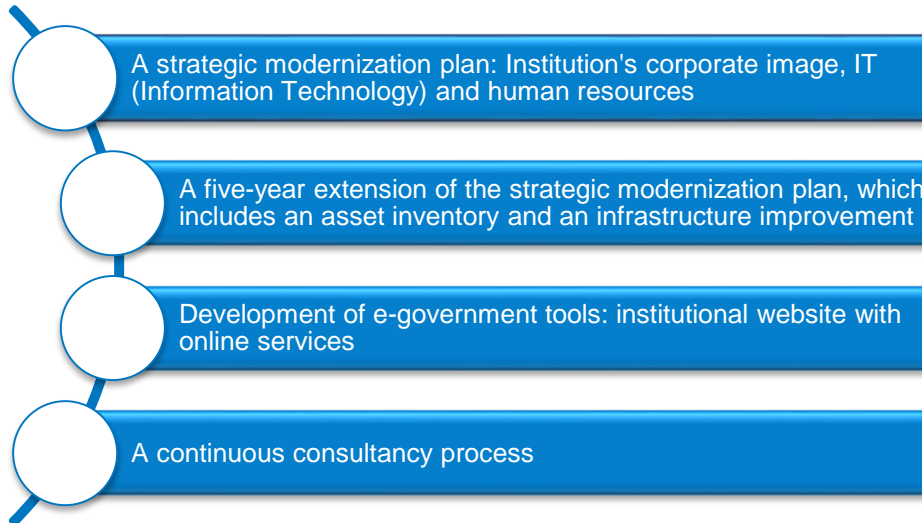 A strategic modernization plan: Institution's corporate image, IT
(Information Technology) and human resources
A five-year extension of the strategic modernization plan, which
includes an asset inventory and an infrastructure improvement
Development of e-government tools: institutional website with
online services
A continuous consultancy process